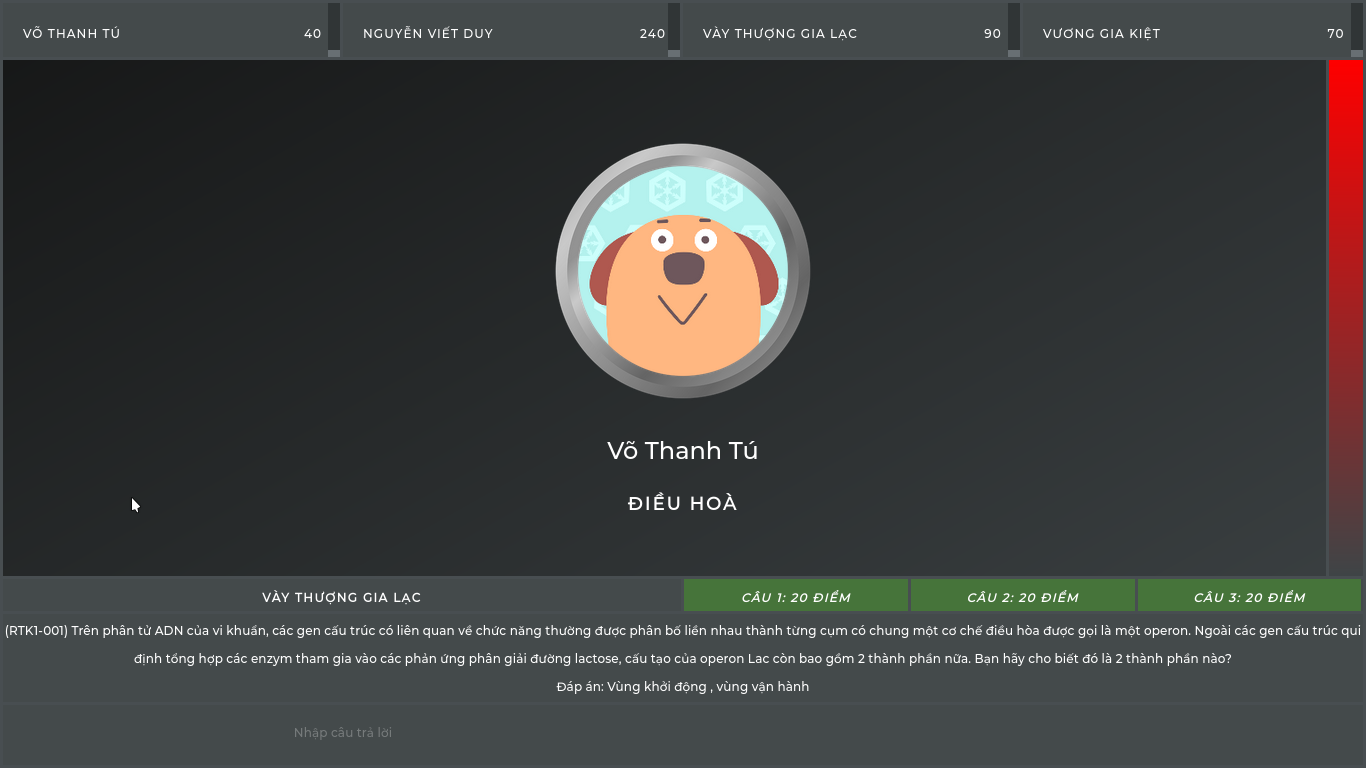 VÕ THANH TÚ 40 NGUYỄN VIẾT DUY 240 VÀY THƯỢNG GIA LẠC 90 VƯƠNG GIA KIỆT 70
Võ Thanh Tú
ĐIỀU HOÀ
VÀY THƯỢNG GIA LẠC CÂU 1: 20 ĐIỂM CÂU 2: 20 ĐIỂM CÂU 3: 20 ĐIỂM
(RTK1-001) Trên phân tử ADN của vi khuẩn, các gen cấu trúc có liên quan về chức năng thường được phân bố liền nhau thành từng cụm có chung một cơ chế điều hòa được gọi là một operon. Ngoài các gen cấu trúc qui
định tổng hợp các enzym tham gia vào các phản ứng phân giải đường lactose, cấu tạo của operon Lac còn bao gồm 2 thành phần nữa. Bạn hãy cho biết đó là 2 thành phần nào?
Đáp án: Vùng khởi động , vùng vận hành
Nhập câu trả lời